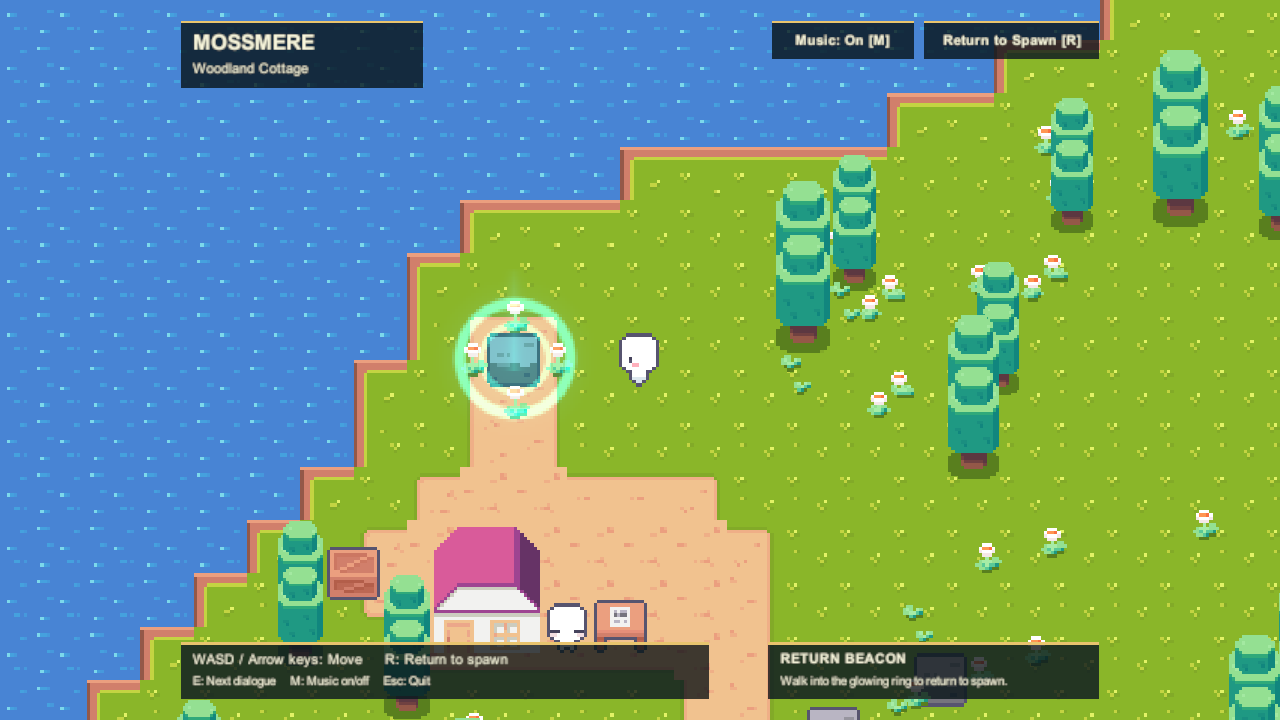 MOSSMERE
Woodland Cottage
Music: On [M]
Return to Spawn [R]
WASD / Arrow keys: Move R: Return to spawn
E: Next dialogue M: Music on/off Esc: Quit
RETURN BEACON
Walk into the glowing ring to return to spawn.